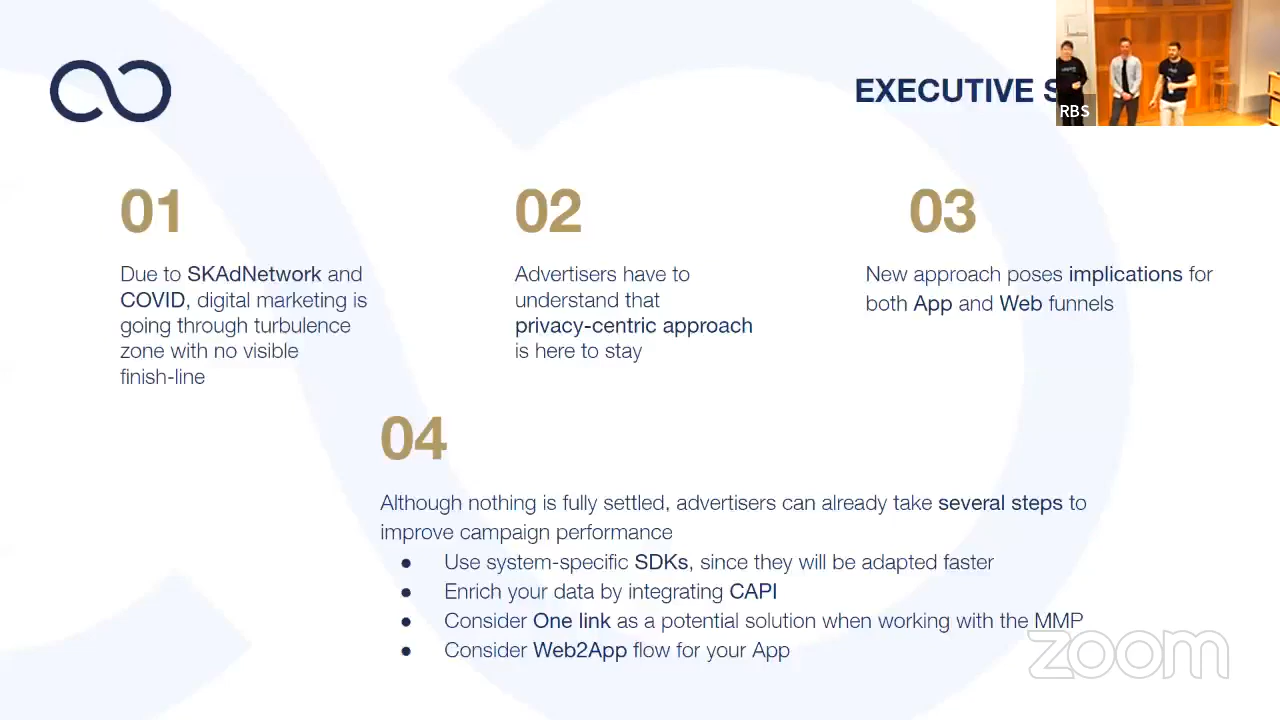 EXECUTIVE S
RBS
01
Due to SKAdNetwork and
COVID, digital marketing is
going through turbulence
zone with no visible
finish-line
02
Advertisers have to
understand that
privacy-centric approach
is here to stay
03
New approach poses implications for
both App and Web funnels
04
Although nothing is fully settled, advertisers can already take several steps to
improve campaign performance
● Use system-specific SDKs, since they will be adapted faster
● Enrich your data by integrating CAPI
● Consider One link as a potential solution when working with the MMP
● Consider Web2App flow for your App
zoom